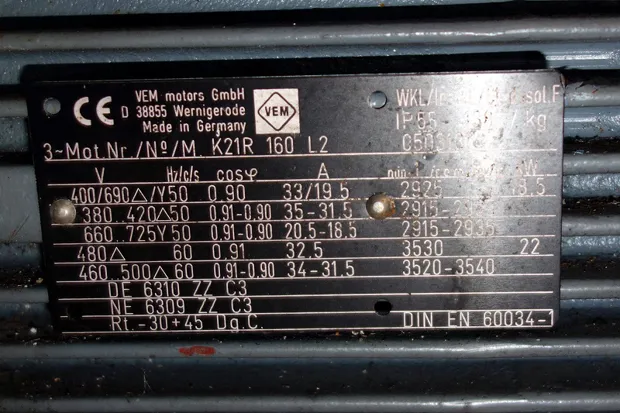 CE
VEM motors GmbH
D 38855 Wernigerode
Made in Germany
VEM
3~Mot.Nr./Nº/M. K21R 160 L2
V Hz/c/s cosφ A
400/690△/Y50 0.90 33/19.5 2925 18.5
380..420△50 0.91-0.90 35-31.5
660..725Y50 0.91-0.90 20.5-18.5 2915-2935
480△ 60 0.91 32.5 3530 22
460..500△60 0.91-0.90 34-31.5 3520-3540
DE 6310 ZZ C3
NE 6309 ZZ C3
Rt.-30+45 Dg.C. DIN EN 60034-1